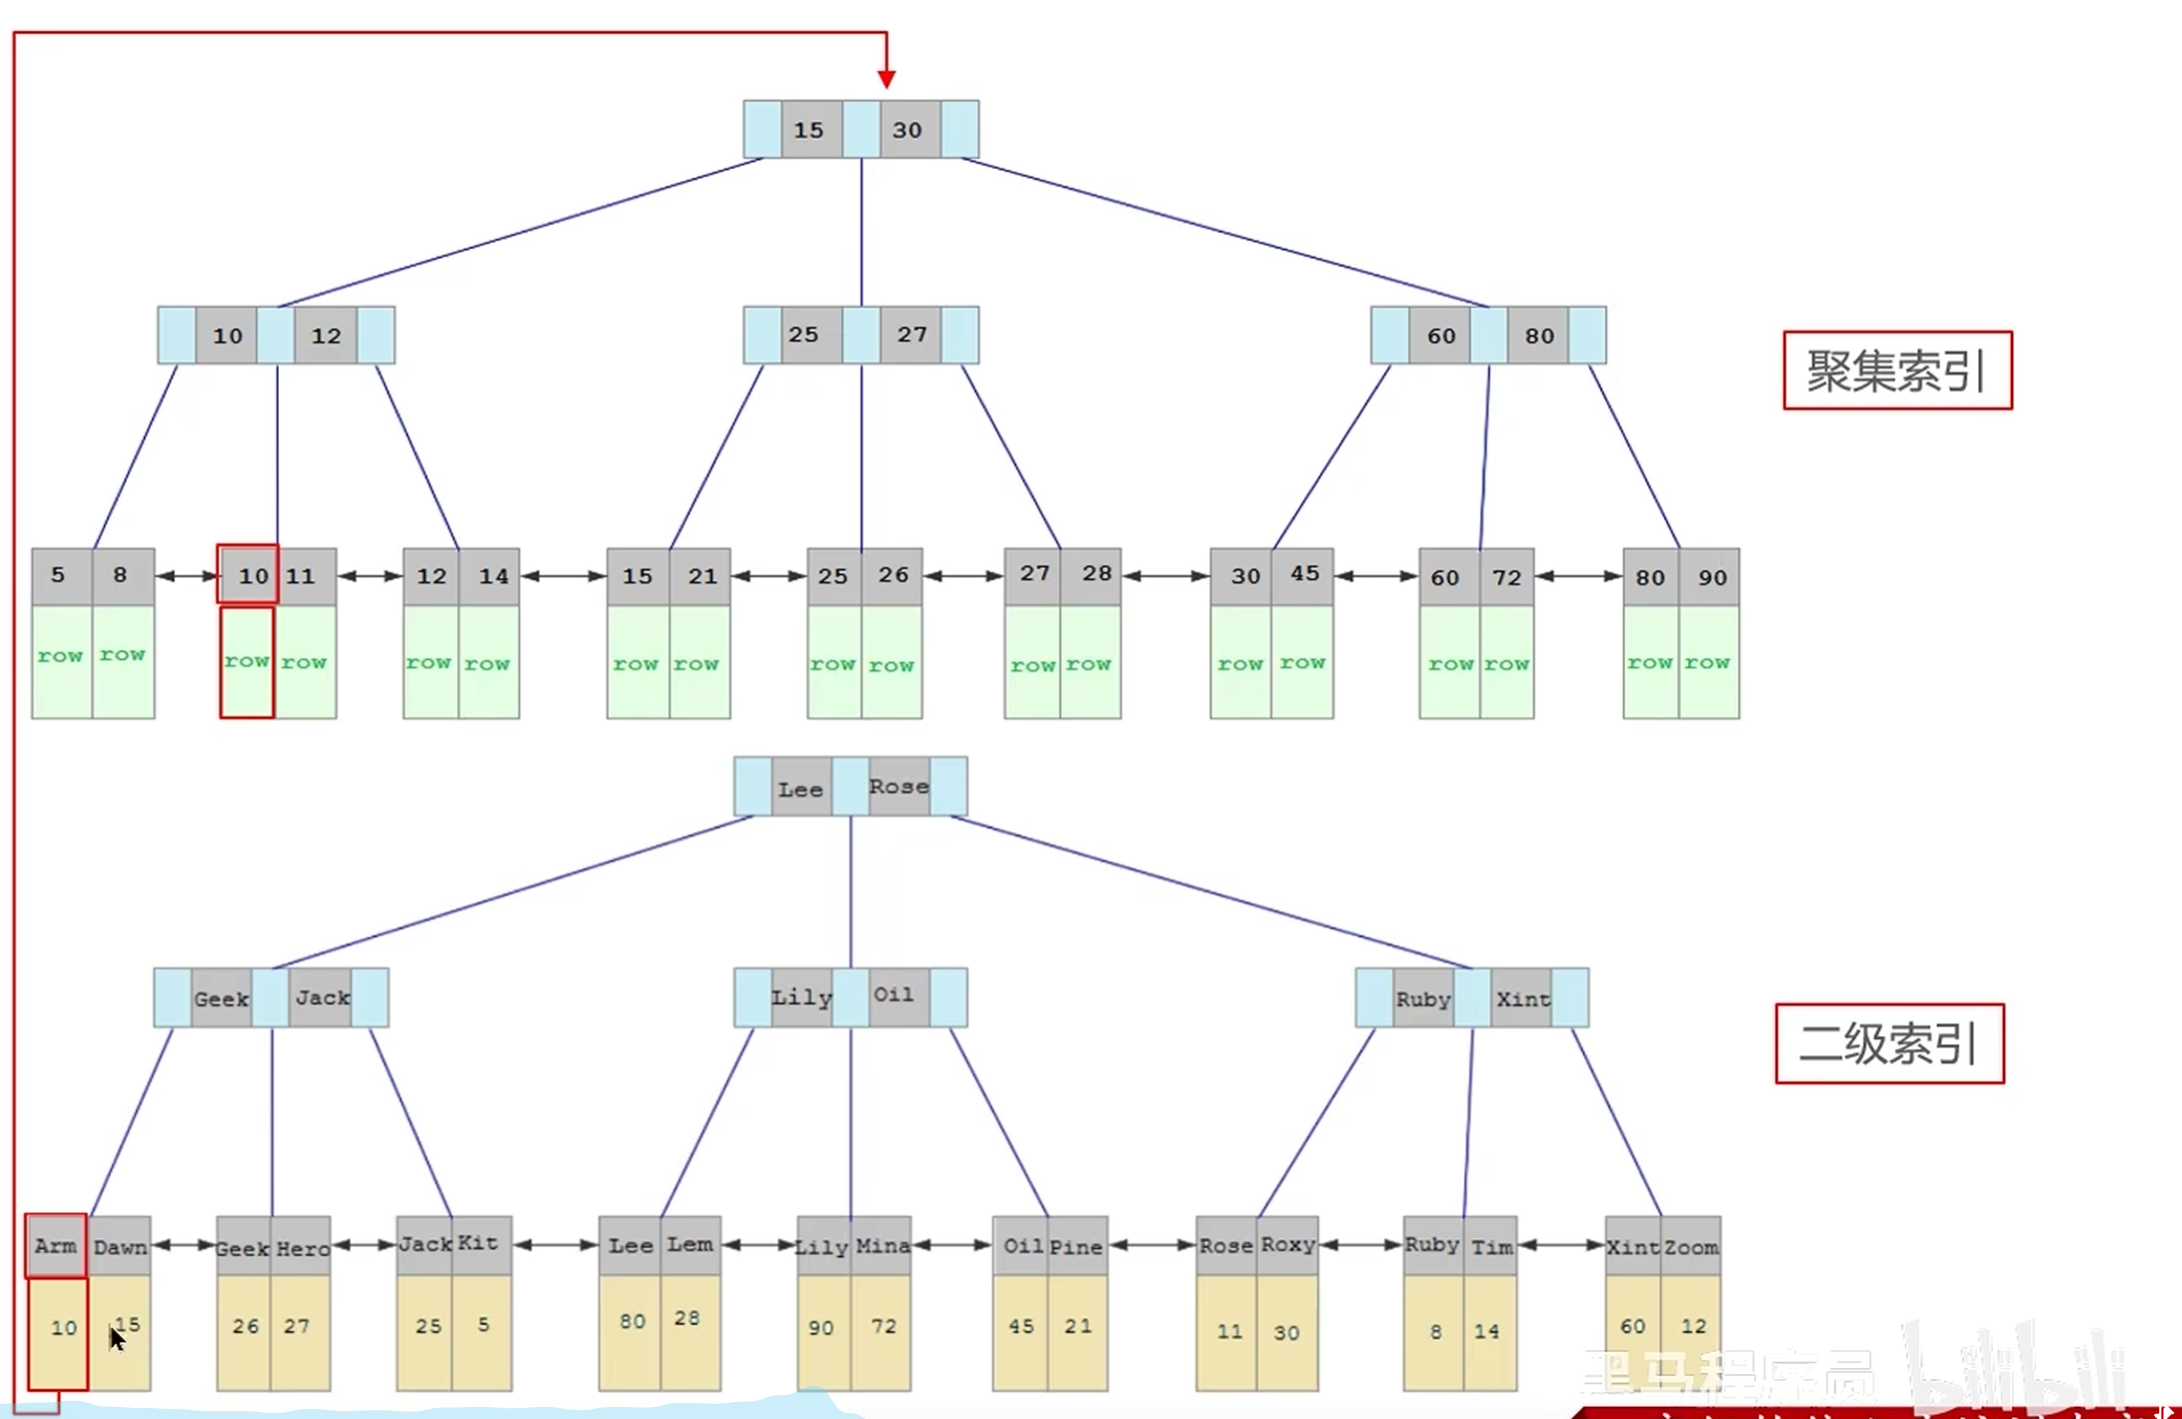 15 30
10 12 25 27 60 80
聚集索引
5 8 10 11 12 14 15 21 25 26 27 28 30 45 60 72 80 90
row row row row row row row row row row row row row row row row row row
Lee Rose
Geek Jack Lily Oil Ruby Xint
二级索引
Arm Dawn Geek Hero Jack Kit Lee Lem Lily Mina Oil Pine Rose Roxy Ruby Tim Xint Zoom
10 15 26 27 25 5 80 28 90 72 45 21 11 30 8 14 60 12
黑马程序员 bilibili